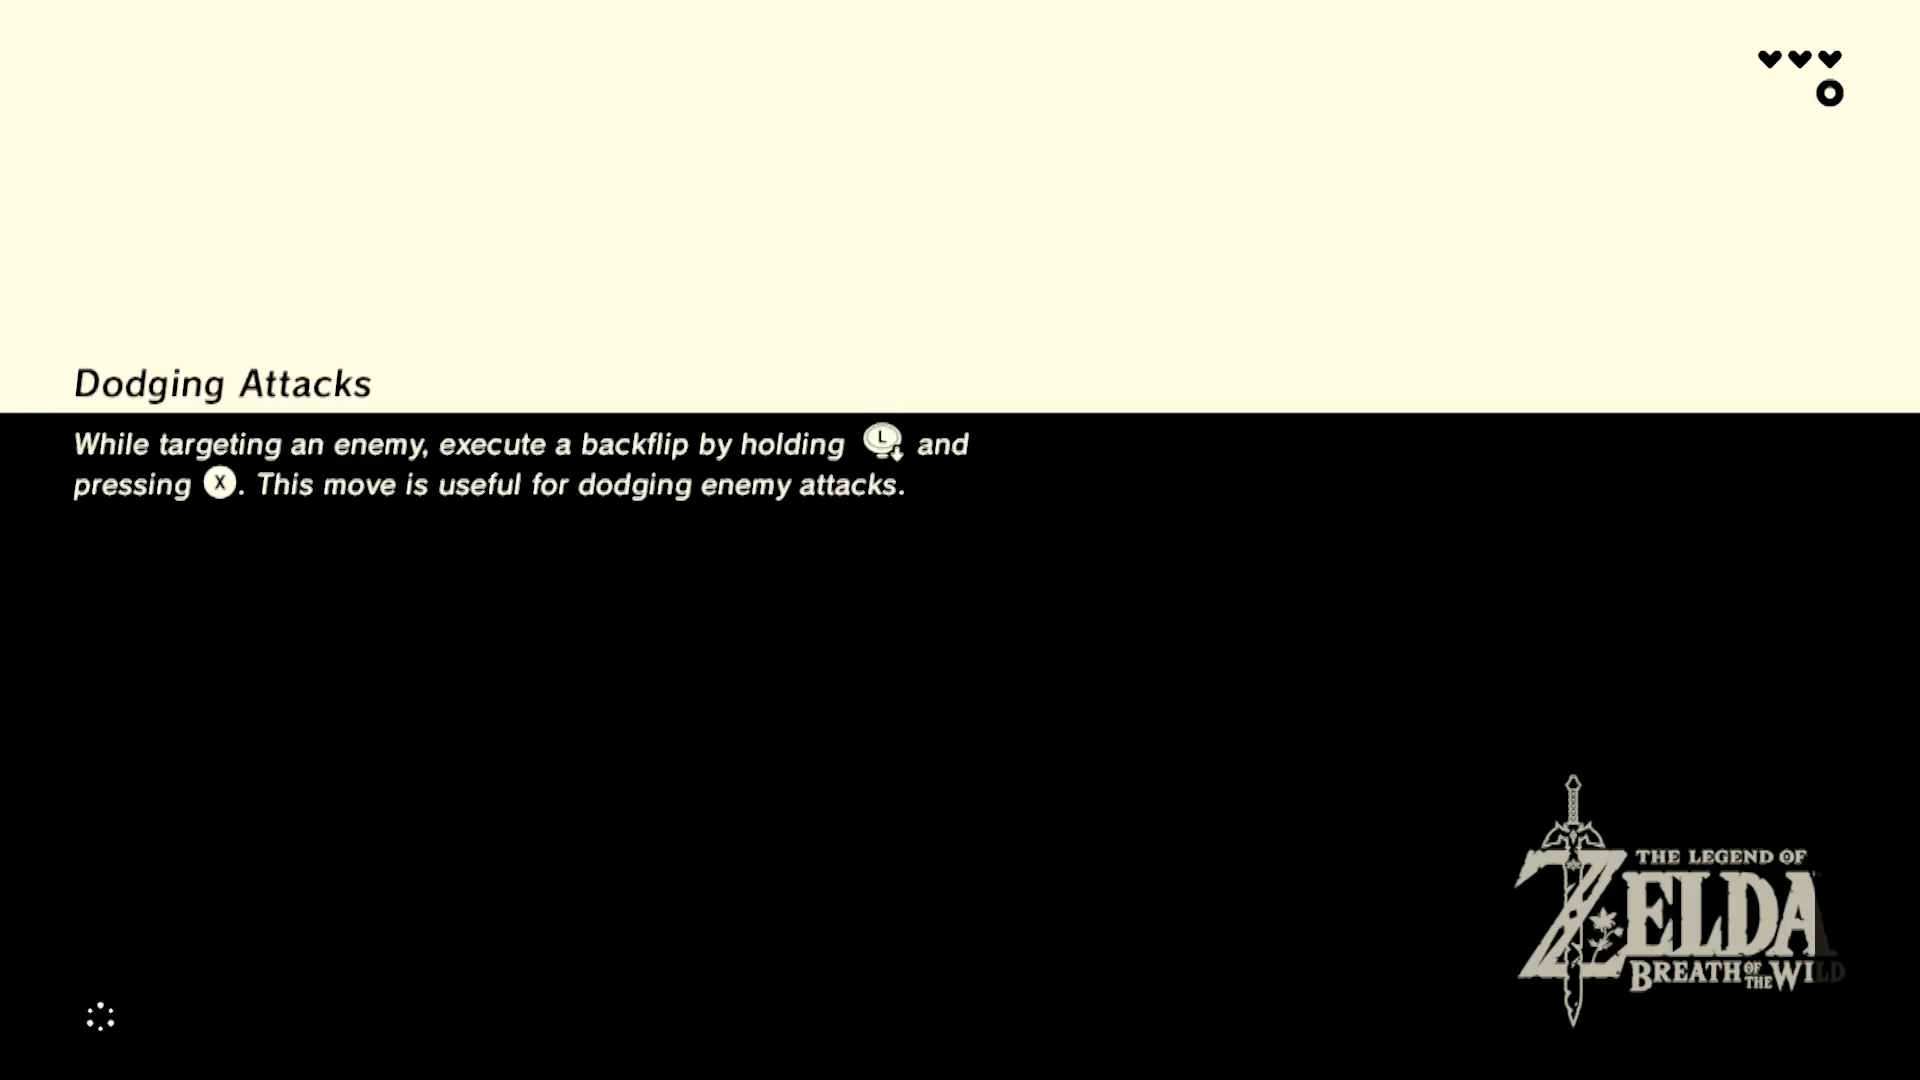 Dodging Attacks
While targeting an enemy, execute a backflip by holding L and
pressing X. This move is useful for dodging enemy attacks.
THE LEGEND OF
ZELDA
BREATH OF THE WILD